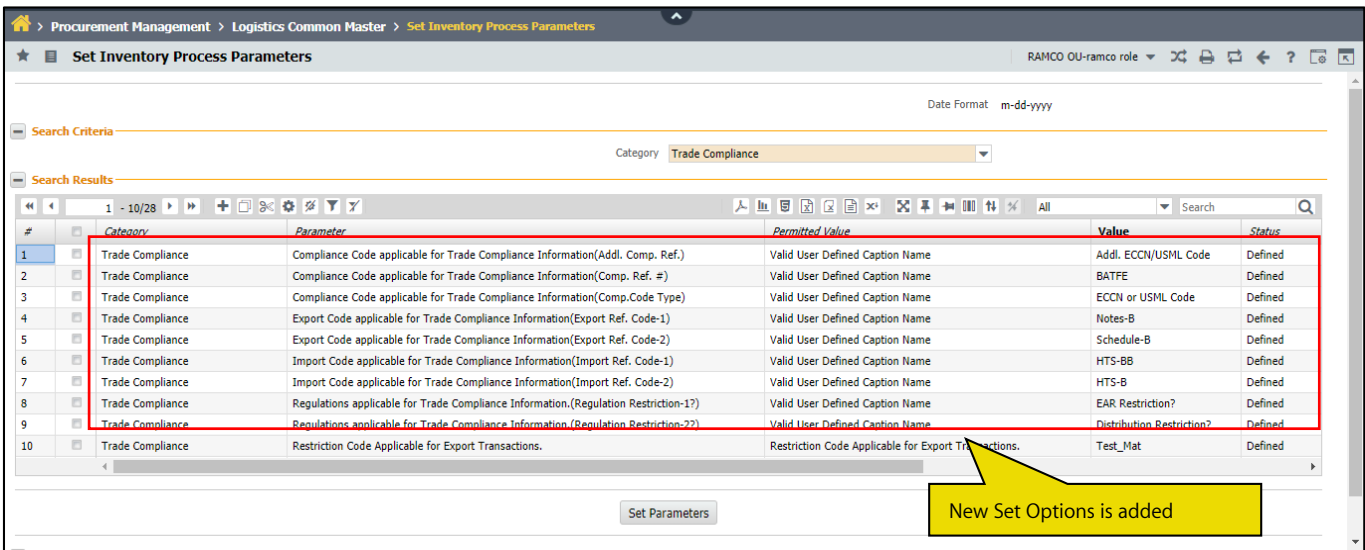 > Procurement Management > Logistics Common Master > Set Inventory Process Parameters
Set Inventory Process Parameters RAMCO OU-ramco role
Date Format m-dd-yyyy
Search Criteria
Category Trade Compliance
Search Results
1 - 10/28 All Search
# Category Parameter Permitted Value Value Status
1 Trade Compliance Compliance Code applicable for Trade Compliance Information(Addl. Comp. Ref.) Valid User Defined Caption Name Addl. ECCN/USML Code Defined
2 Trade Compliance Compliance Code applicable for Trade Compliance Information(Comp. Ref. #) Valid User Defined Caption Name BATFE Defined
3 Trade Compliance Compliance Code applicable for Trade Compliance Information(Comp.Code Type) Valid User Defined Caption Name ECCN or USML Code Defined
4 Trade Compliance Export Code applicable for Trade Compliance Information(Export Ref. Code-1) Valid User Defined Caption Name Notes-B Defined
5 Trade Compliance Export Code applicable for Trade Compliance Information(Export Ref. Code-2) Valid User Defined Caption Name Schedule-B Defined
6 Trade Compliance Import Code applicable for Trade Compliance Information(Import Ref. Code-1) Valid User Defined Caption Name HTS-BB Defined
7 Trade Compliance Import Code applicable for Trade Compliance Information(Import Ref. Code-2) Valid User Defined Caption Name HTS-B Defined
8 Trade Compliance Regulations applicable for Trade Compliance Information.(Regulation Restriction-1?) Valid User Defined Caption Name EAR Restriction? Defined
9 Trade Compliance Regulations applicable for Trade Compliance Information.(Regulation Restriction-2?) Valid User Defined Caption Name Distribution Restriction? Defined
10 Trade Compliance Restriction Code Applicable for Export Transactions. Restriction Code Applicable for Export Transactions. Test_Mat Defined
Set Parameters
New Set Options is added